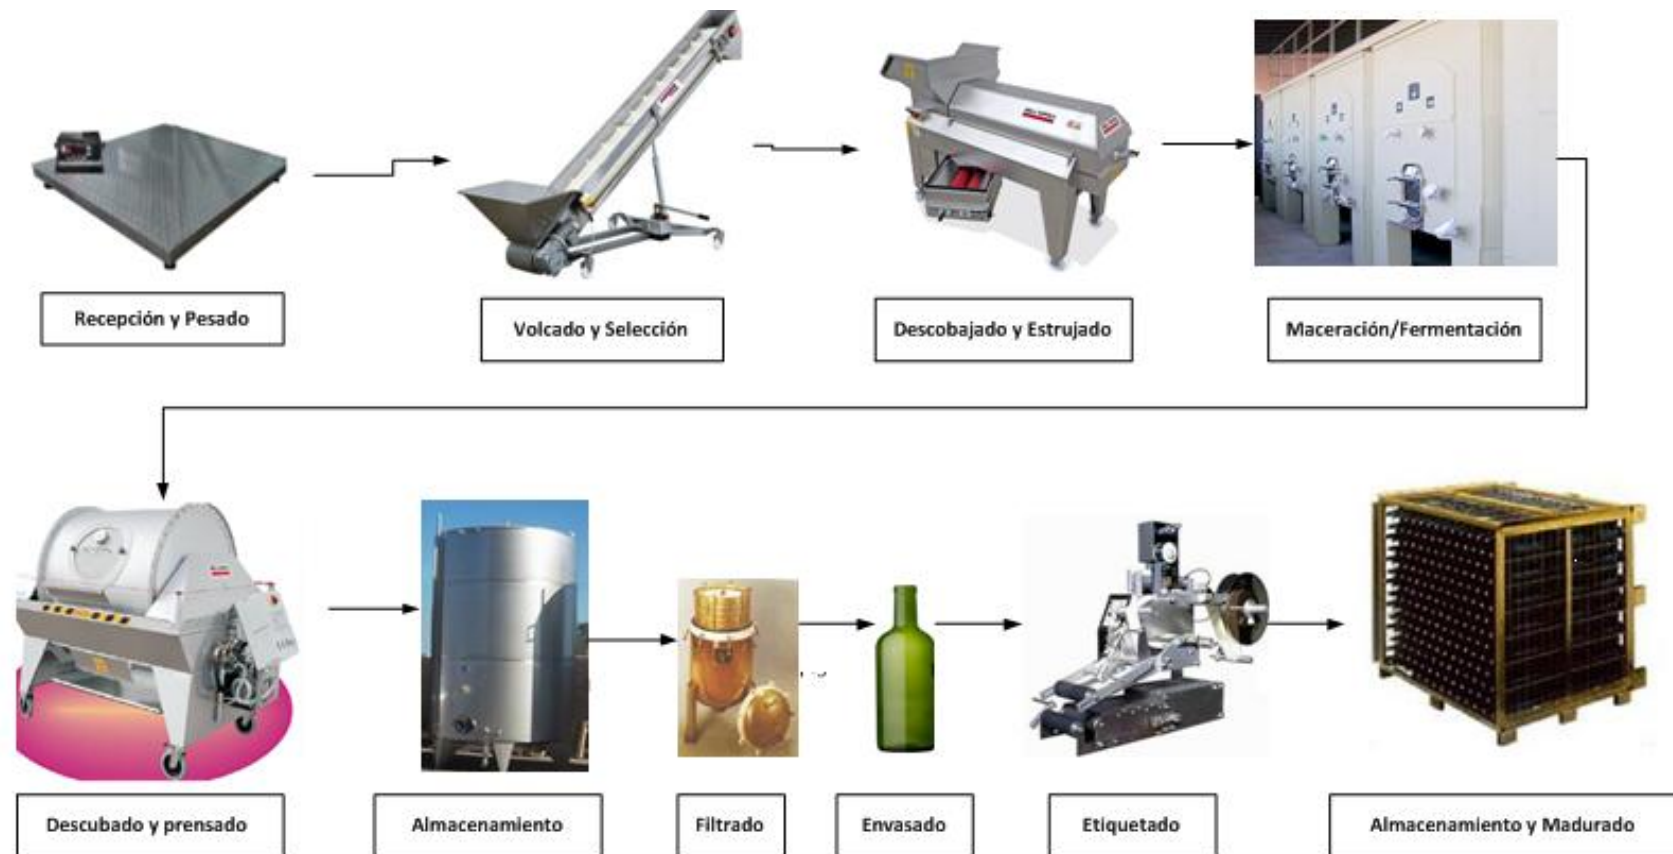 Recepción y Pesado
Volcado y Selección
Descobajado y Estrujado
Maceración/Fermentación
Descubado y prensado
Almacenamiento
Filtrado
Envasado
Etiquetado
Almacenamiento y Madurado